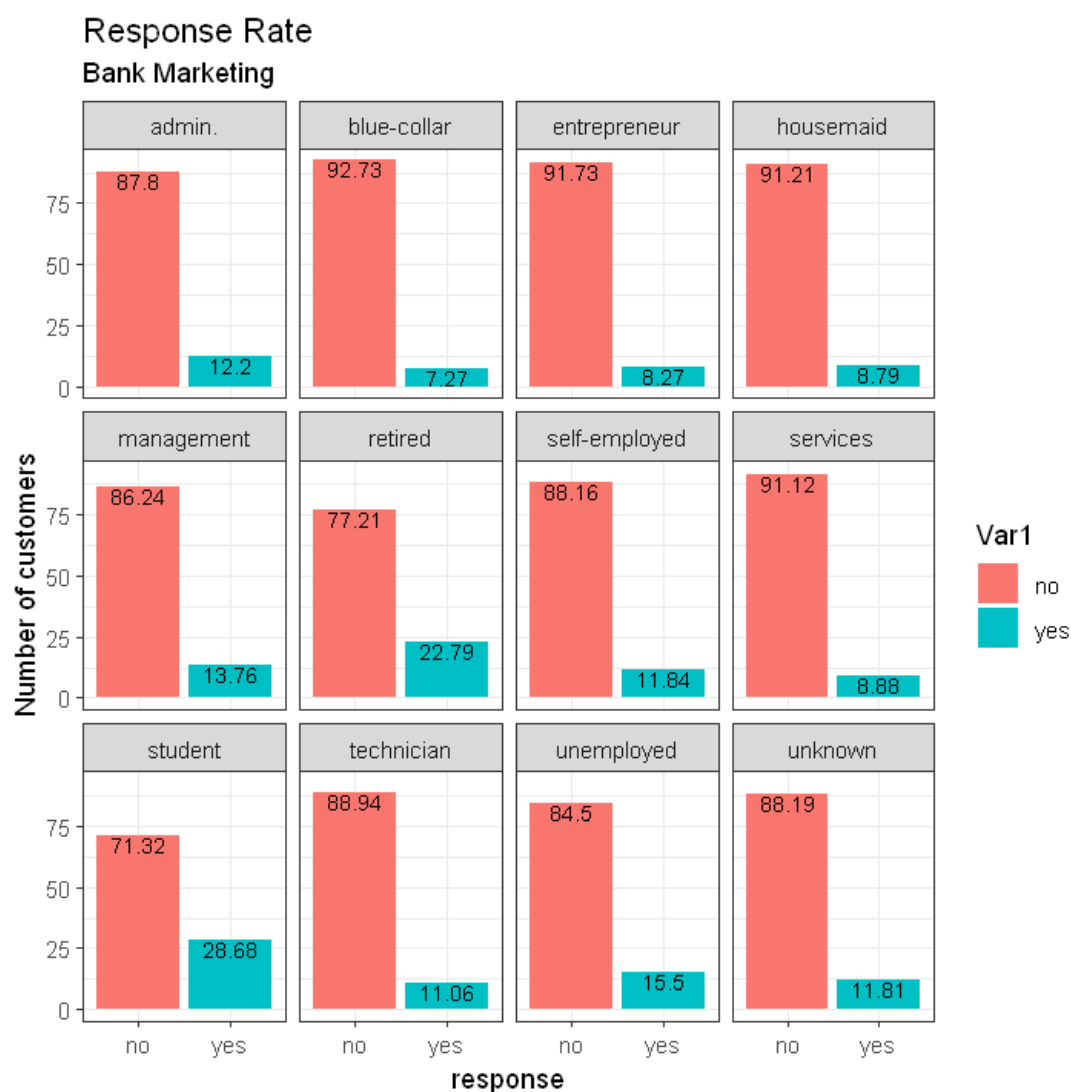 Response Rate
Bank Marketing
admin. blue-collar entrepreneur housemaid
87.8 92.73 91.73 91.21
75
50
25
12.2 7.27 8.27 8.79
0
management retired self-employed services
86.24 77.21 88.16 91.12
75
50
25
13.76 22.79 11.84 8.88
0
student technician unemployed unknown
71.32 88.94 84.5 88.19
75
50
25
28.68 11.06 15.5 11.81
0
no yes no yes no yes no yes
response
Number of customers
Var1
no
yes